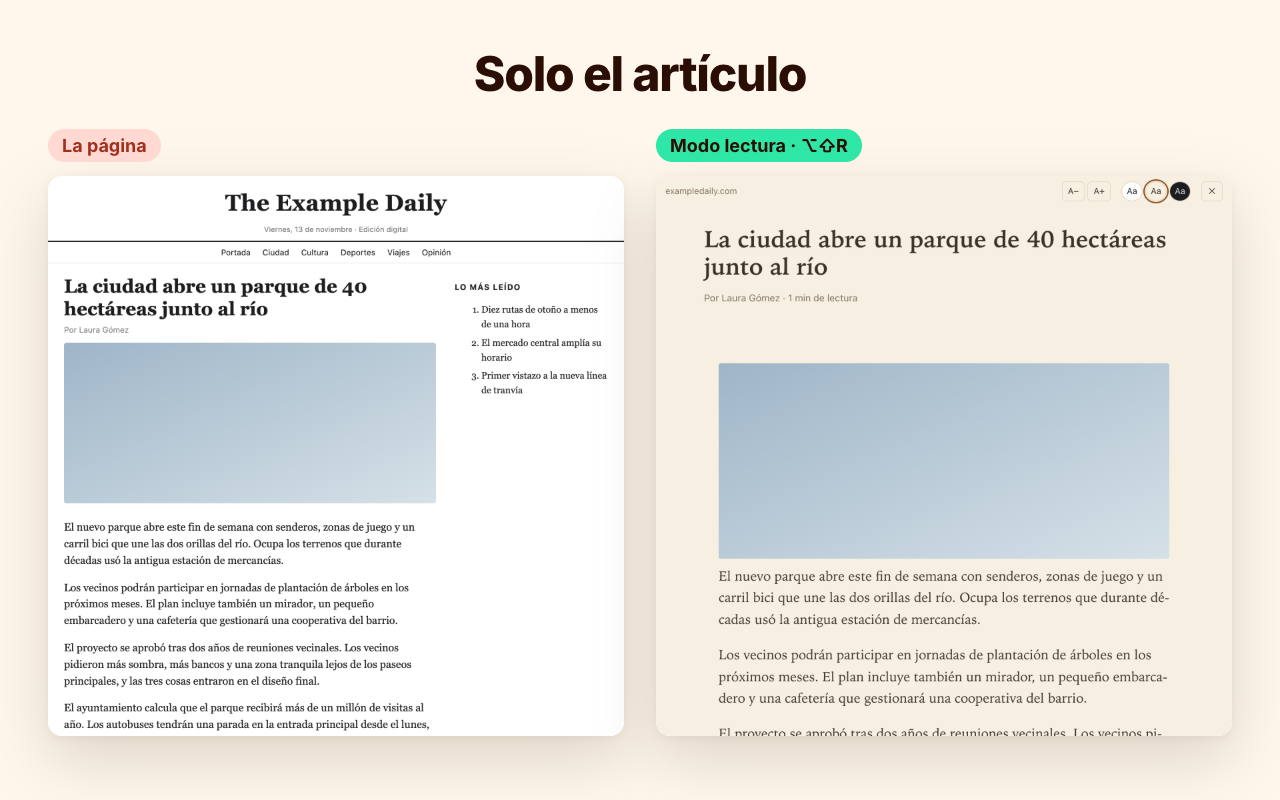 Solo el artículo
La página
The Example Daily
Viernes, 13 de noviembre · Edición digital
Portada Ciudad Cultura Deportes Viajes Opinión
La ciudad abre un parque de 40
hectáreas junto al río
Por Laura Gómez
El nuevo parque abre este fin de semana con senderos, zonas de juego y un
carril bici que une las dos orillas del río. Ocupa los terrenos que durante
décadas usó la antigua estación de mercancías.
Los vecinos podrán participar en jornadas de plantación de árboles en los
próximos meses. El plan incluye también un mirador, un pequeño
embarcadero y una cafetería que gestionará una cooperativa del barrio.
El proyecto se aprobó tras dos años de reuniones vecinales. Los vecinos
pidieron más sombra, más bancos y una zona tranquila lejos de los paseos
principales, y las tres cosas entraron en el diseño final.
El ayuntamiento calcula que el parque recibirá más de un millón de visitas al
año. Los autobuses tendrán una parada en la entrada principal desde el lunes,
LO MÁS LEÍDO
1. Diez rutas de otoño a menos
de una hora
2. El mercado central amplía su
horario
3. Primer vistazo a la nueva línea
de tranvía
Modo lectura · ⌥⇧R
exampledaily.com
A− A+ Aa Aa Aa ×
La ciudad abre un parque de 40 hectáreas
junto al río
Por Laura Gómez · 1 min de lectura
El nuevo parque abre este fin de semana con senderos, zonas de juego y un
carril bici que une las dos orillas del río. Ocupa los terrenos que durante dé-
cadas usó la antigua estación de mercancías.
Los vecinos podrán participar en jornadas de plantación de árboles en los
próximos meses. El plan incluye también un mirador, un pequeño embarca-
dero y una cafetería que gestionará una cooperativa del barrio.
El proyecto se aprobó tras dos años de reuniones vecinales. Los vecinos pi-